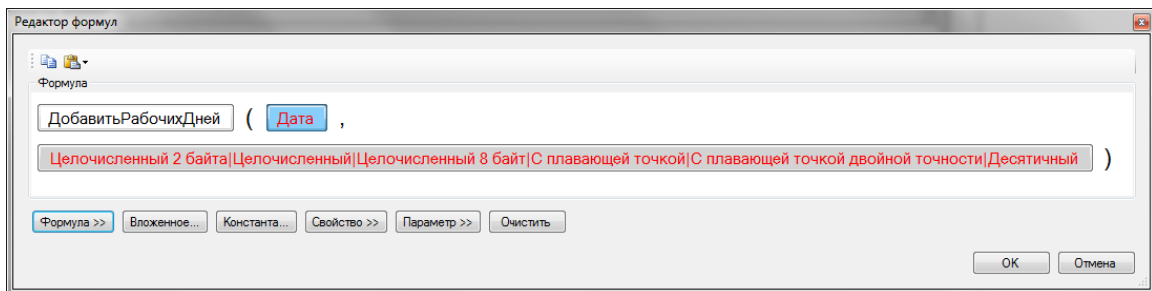 Редактор формул
Формула
ДобавитьРабочихДней ( Дата ,
Целочисленный 2 байта|Целочисленный|Целочисленный 8 байт|С плавающей точкой|С плавающей точкой двойной точности|Десятичный )
Формула >> Вложенное... Константа... Свойство >> Параметр >> Очистить
OK Отмена